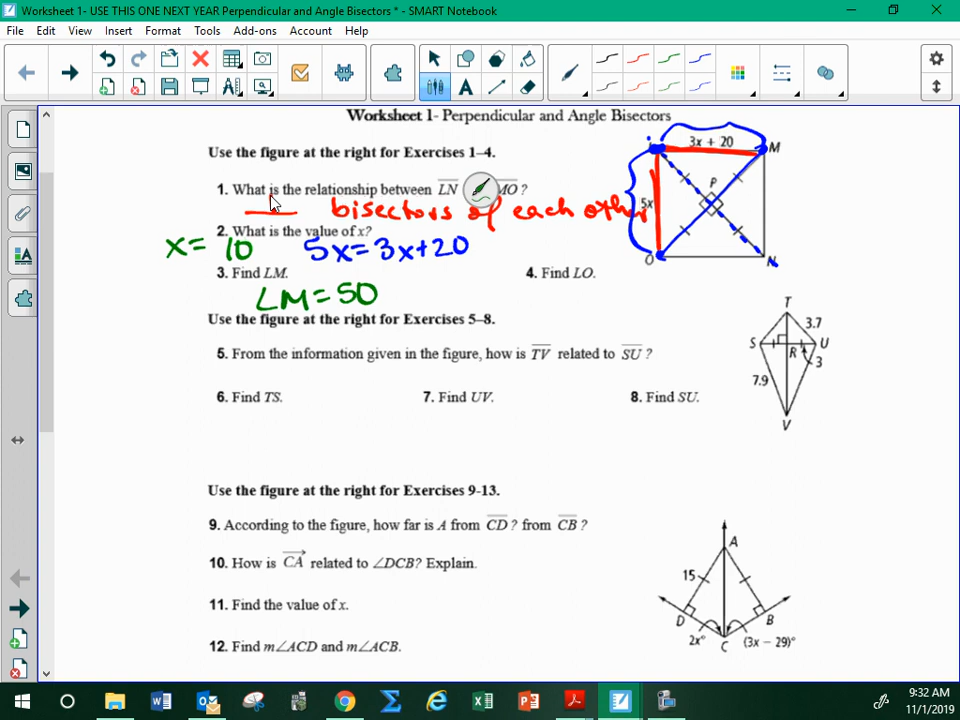 Worksheet 1- USE THIS ONE NEXT YEAR Perpendicular and Angle Bisectors * - SMART Notebook
File Edit View Insert Format Tools Add-ons Account Help
Worksheet 1- Perpendicular and Angle Bisectors
Use the figure at the right for Exercises 1–4.
3x + 20
M
P
5x
O
N
1. What is the relationship between LN MO?
bisectors of each other
2. What is the value of x?
x = 10 5x = 3x+20
3. Find LM. 4. Find LO.
LM = 50
Use the figure at the right for Exercises 5–8.
T
3.7
S U
R
3
7.9
V
5. From the information given in the figure, how is TV related to SU?
6. Find TS. 7. Find UV. 8. Find SU.
Use the figure at the right for Exercises 9-13.
9. According to the figure, how far is A from CD? from CB?
10. How is CA related to ∠DCB? Explain.
11. Find the value of x.
12. Find m∠ACD and m∠ACB.
A
15
D B
2x° C (3x – 29)°
9:32 AM
11/1/2019